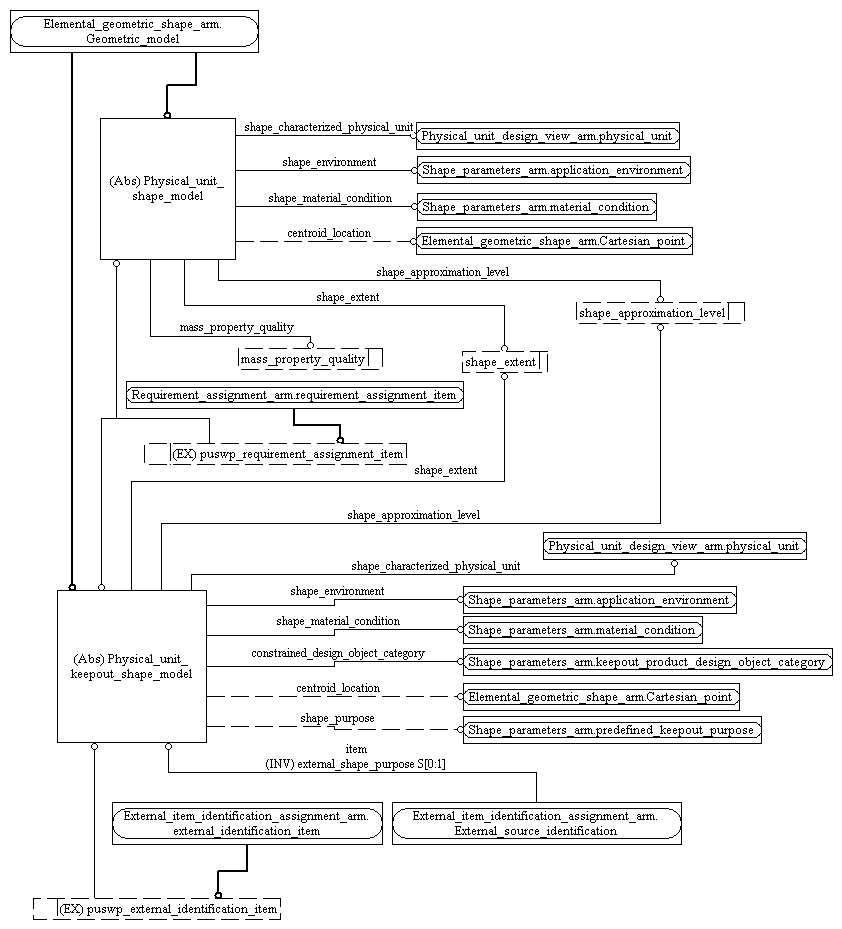 Elemental_geometric_shape_arm.
Geometric_model
(Abs) Physical_unit_
shape_model
shape_characterized_physical_unit
Physical_unit_design_view_arm.physical_unit
shape_environment
Shape_parameters_arm.application_environment
shape_material_condition
Shape_parameters_arm.material_condition
centroid_location
Elemental_geometric_shape_arm.Cartesian_point
shape_approximation_level
shape_extent
shape_approximation_level
mass_property_quality
mass_property_quality
shape_extent
Requirement_assignment_arm.requirement_assignment_item
(EX) puswp_requirement_assignment_item
shape_extent
shape_approximation_level
Physical_unit_design_view_arm.physical_unit
shape_characterized_physical_unit
(Abs) Physical_unit_
keepout_shape_model
shape_environment
Shape_parameters_arm.application_environment
shape_material_condition
Shape_parameters_arm.material_condition
constrained_design_object_category
Shape_parameters_arm.keepout_product_design_object_category
centroid_location
Elemental_geometric_shape_arm.Cartesian_point
shape_purpose
Shape_parameters_arm.predefined_keepout_purpose
item
(INV) external_shape_purpose S[0:1]
External_item_identification_assignment_arm.
external_identification_item
External_item_identification_assignment_arm.
External_source_identification
(EX) puswp_external_identification_item